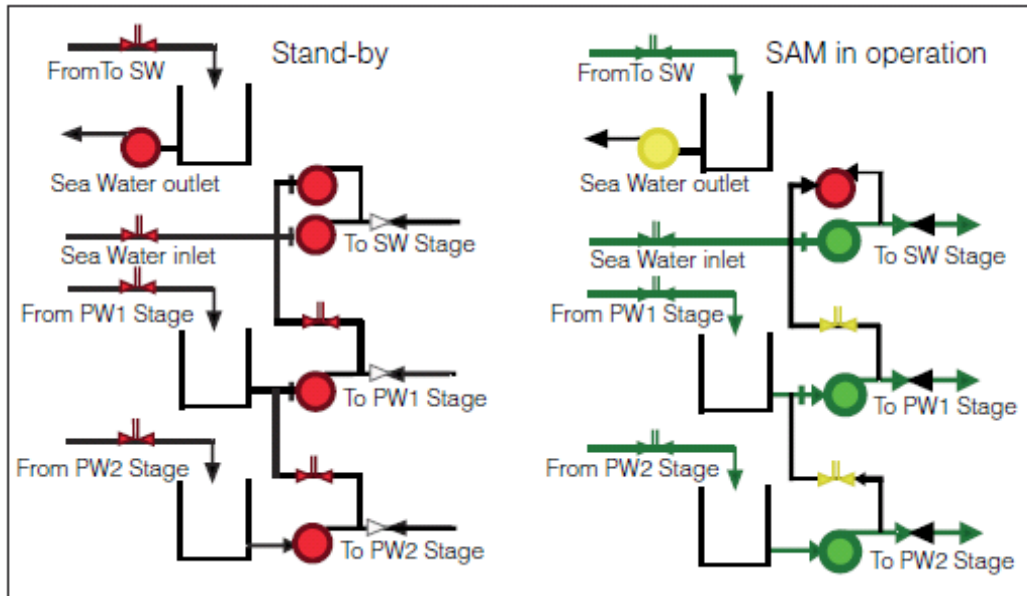 Stand-by
FromTo SW
Sea Water outlet
To SW Stage
Sea Water inlet
From PW1 Stage
To PW1 Stage
From PW2 Stage
To PW2 Stage
SAM in operation
FromTo SW
Sea Water outlet
To SW Stage
Sea Water inlet
From PW1 Stage
To PW1 Stage
From PW2 Stage
To PW2 Stage